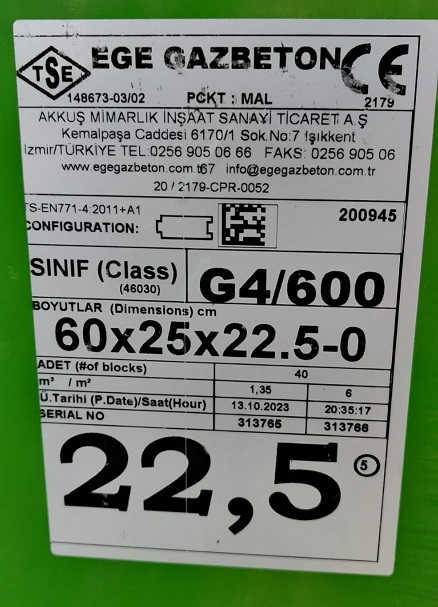 TSE
EGE GAZBETON CE
148673-03/02 PCKT : MAL 2179
AKKUŞ MİMARLIK İNŞAAT SANAYİ TİCARET A.Ş
Kemalpaşa Caddesi 6170/1 Sok.No:7 Işıkkent
Izmir/TÜRKİYE TEL:0256 905 06 66 FAKS: 0256 905 06
www.egegazbeton.com.tr67 info@egegazbeton.com.tr
20 / 2179-CPR-0052
TS-EN771-4:2011+A1
CONFIGURATION: 200945
SINIF (Class)
(46030)
G4/600
BOYUTLAR (Dimensions) cm
60x25x22.5-0
ADET (#of blocks) 40
m³ / m² 1,35 6
Ü.Tarihi (P.Date)/Saat(Hour) 13.10.2023 20:35:17
SERIAL NO 313765 313766
22,5 5